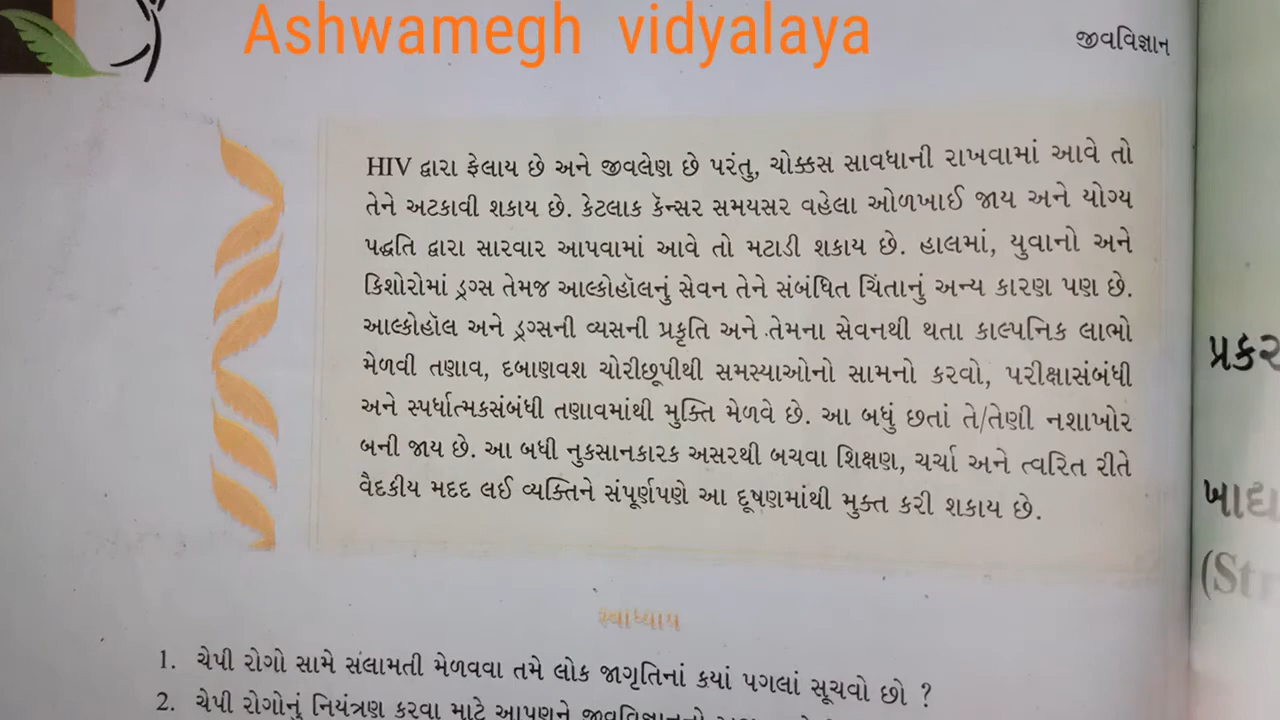 Ashwamegh vidyalaya
જીવવિજ્ઞાન
HIV દ્વારા ફેલાય છે અને જીવલેણ છે પરંતુ, ચોક્કસ સાવધાની રાખવામાં આવે તો
તેને અટકાવી શકાય છે. કેટલાક કૅન્સર સમયસર વહેલા ઓળખાઈ જાય અને યોગ્ય
પદ્ધતિ દ્વારા સારવાર આપવામાં આવે તો મટાડી શકાય છે. હાલમાં, યુવાનો અને
કિશોરોમાં ડ્રગ્સ તેમજ આલ્કોહૉલનું સેવન તેને સંબંધિત ચિંતાનું અન્ય કારણ પણ છે.
આલ્કોહૉલ અને ડ્રગ્સની વ્યસની પ્રકૃતિ અને તેમના સેવનથી થતા કાલ્પનિક લાભો
મેળવી તણાવ, દબાણવશ ચોરીછૂપીથી સમસ્યાઓનો સામનો કરવો, પરીક્ષાસંબંધી
અને સ્પર્ધાત્મકસંબંધી તણાવમાંથી મુક્તિ મેળવે છે. આ બધું છતાં તે/તેણી નશાખોર
બની જાય છે. આ બધી નુકસાનકારક અસરથી બચવા શિક્ષણ, ચર્ચા અને ત્વરિત રીતે
વૈદકીય મદદ લઈ વ્યક્તિને સંપૂર્ણપણે આ દૂષણમાંથી મુક્ત કરી શકાય છે.
સ્વાધ્યાય
1. ચેપી રોગો સામે સલામતી મેળવવા તમે લોક જાગૃતિનાં કયાં પગલાં સૂચવો છો ?
2. ચેપી રોગોનું નિયંત્રણ કરવા માટે આપણને